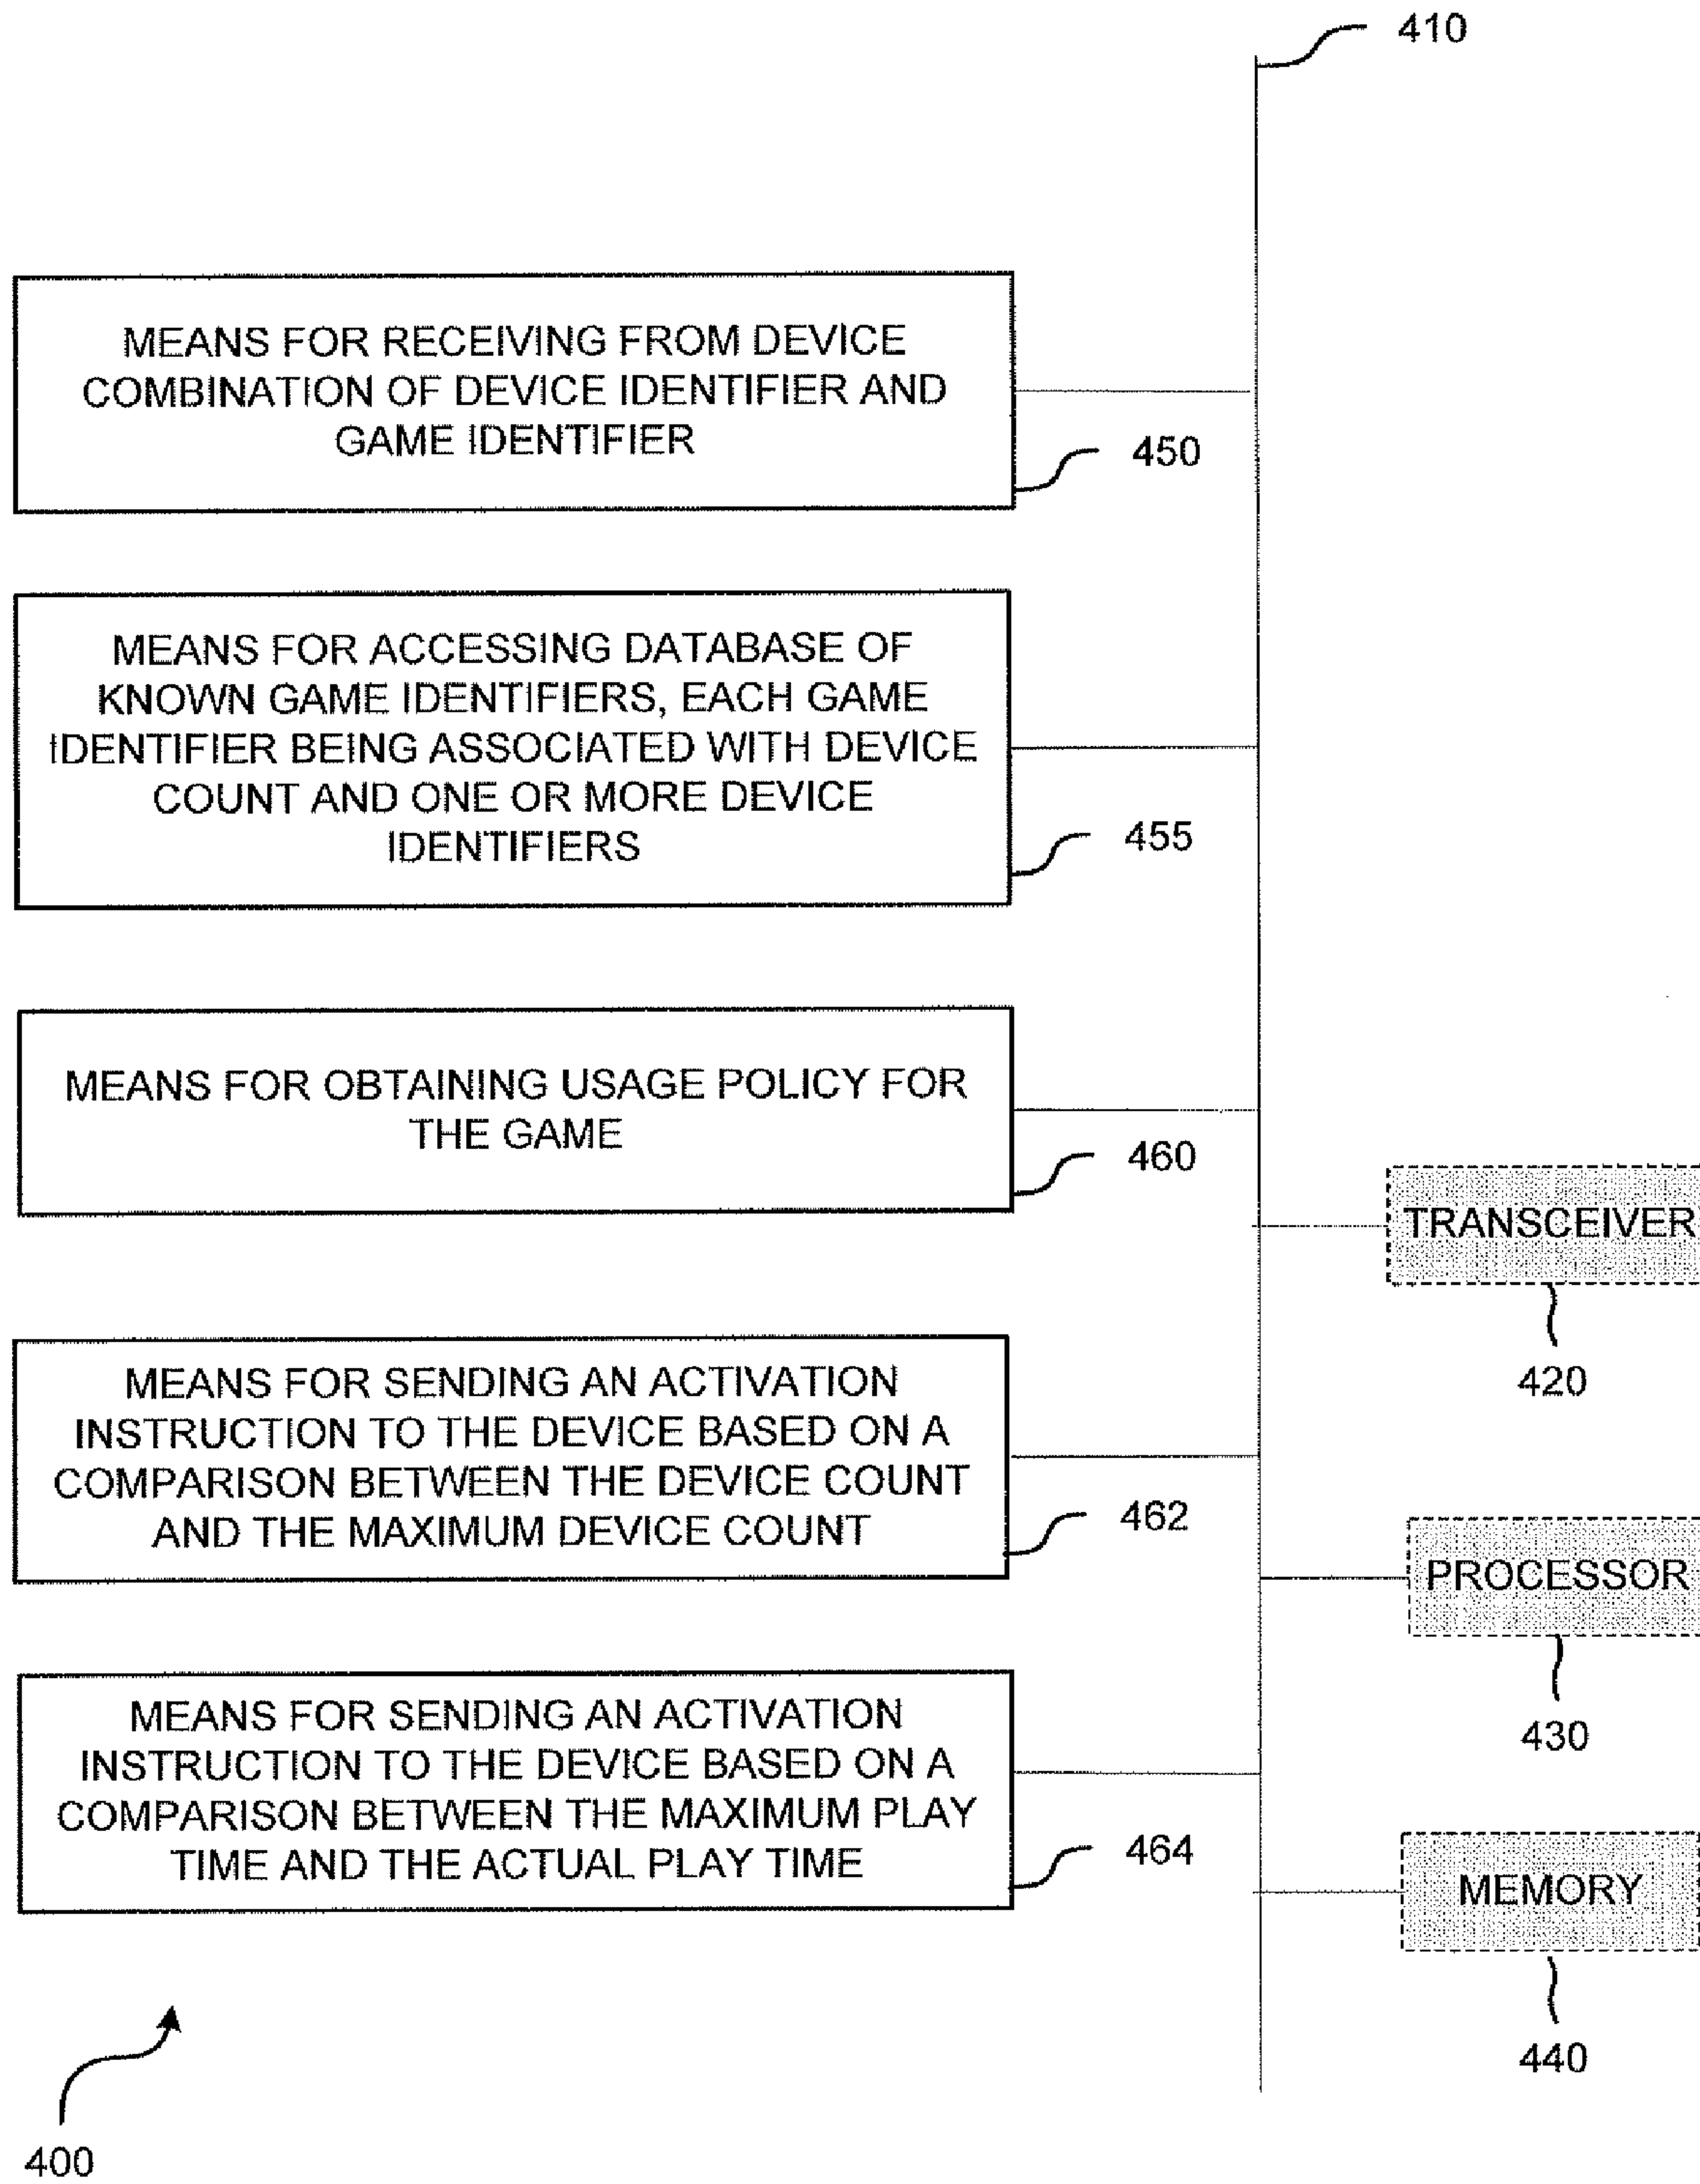 410
MEANS FOR RECEIVING FROM DEVICE
COMBINATION OF DEVICE IDENTIFIER AND
GAME IDENTIFIER
450
MEANS FOR ACCESSING DATABASE OF
KNOWN GAME IDENTIFIERS, EACH GAME
IDENTIFIER BEING ASSOCIATED WITH DEVICE
COUNT AND ONE OR MORE DEVICE
IDENTIFIERS
455
MEANS FOR OBTAINING USAGE POLICY FOR
THE GAME
460
TRANSCEIVER
420
MEANS FOR SENDING AN ACTIVATION
INSTRUCTION TO THE DEVICE BASED ON A
COMPARISON BETWEEN THE DEVICE COUNT
AND THE MAXIMUM DEVICE COUNT
462
PROCESSOR
430
MEANS FOR SENDING AN ACTIVATION
INSTRUCTION TO THE DEVICE BASED ON A
COMPARISON BETWEEN THE MAXIMUM PLAY
TIME AND THE ACTUAL PLAY TIME
464
MEMORY
440
400